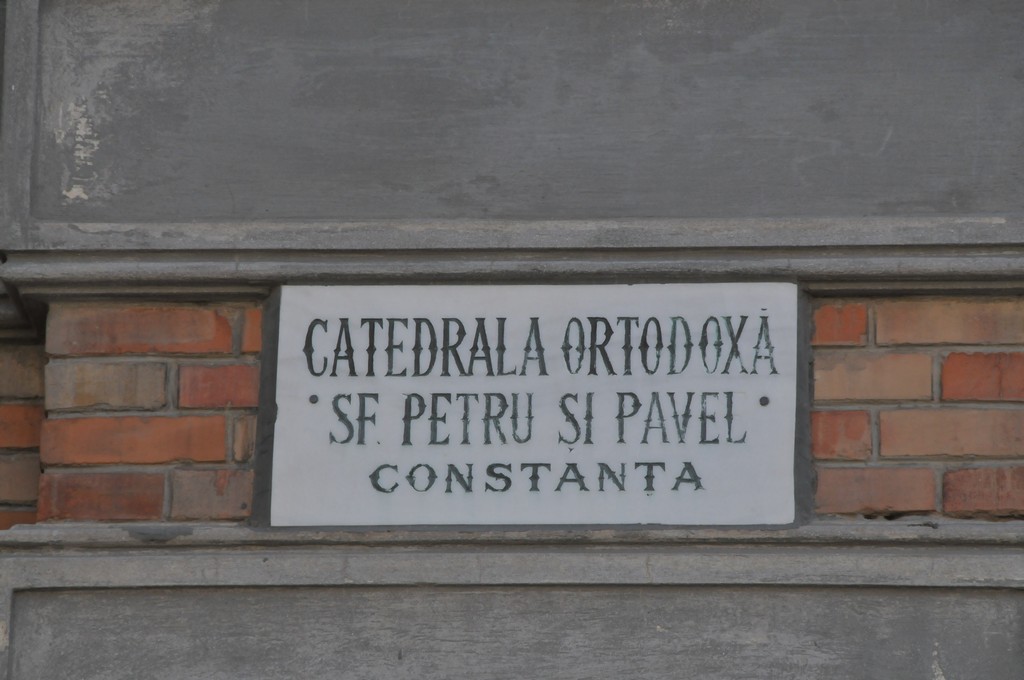 CATEDRALA ORTODOXĂ
• SF. PETRU ȘI PAVEL •
CONSTANȚA